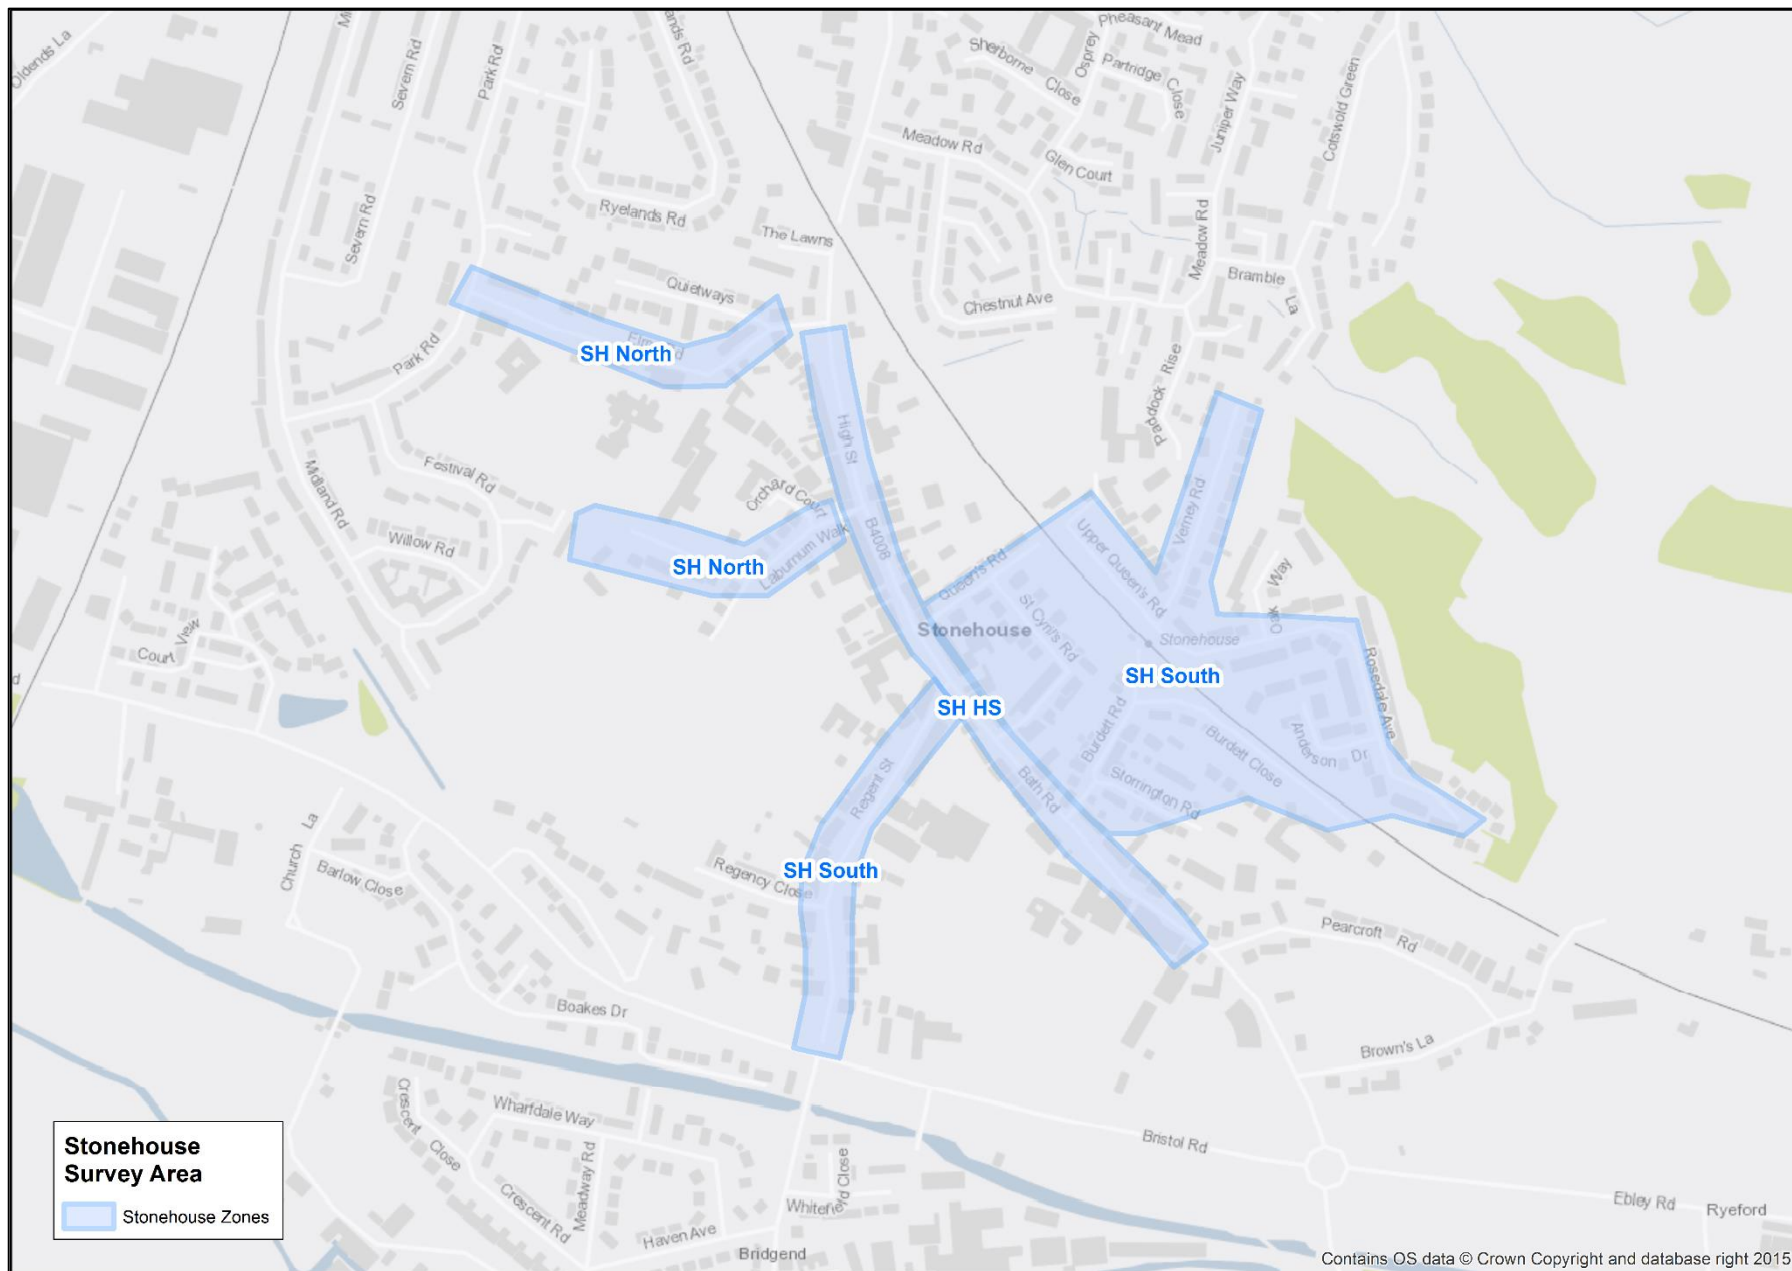 Oldends La
Severn Rd
Park Rd
Pheasant Mead
Sherborne Close
Osprey
Partridge Close
Juniper Way
Cotswold Green
Meadow Rd
Glen Court
Severn Rd
Ryelands Rd
The Lawns
Meadow Rd
Bramble La
Quietways
Chestnut Ave
Park Rd
SH North
Paddock Rise
High St
Midland Rd
Festival Rd
Orchard Court
Willow Rd
SH North
Laburnum Walk
B4008
Queen's Rd
Upper Queen's Rd
Verney Rd
Oak Way
St Cyril's Rd
Stonehouse
Stonehouse
Court View
SH South
Rosedale Ave
SH HS
Burdett Rd
Burdett Close
Anderson Dr
Storrington Rd
Bath Rd
Regent St
Church La
Barlow Close
Regency Close
SH South
Pearcroft Rd
Boakes Dr
Brown's La
Crescent Close
Wharfdale Way
Meadway Rd
Crescent Rd
Whitefield Close
Haven Ave
Bridgend
Bristol Rd
Ebley Rd
Ryeford
Stonehouse
Survey Area
Stonehouse Zones
Contains OS data © Crown Copyright and database right 2015